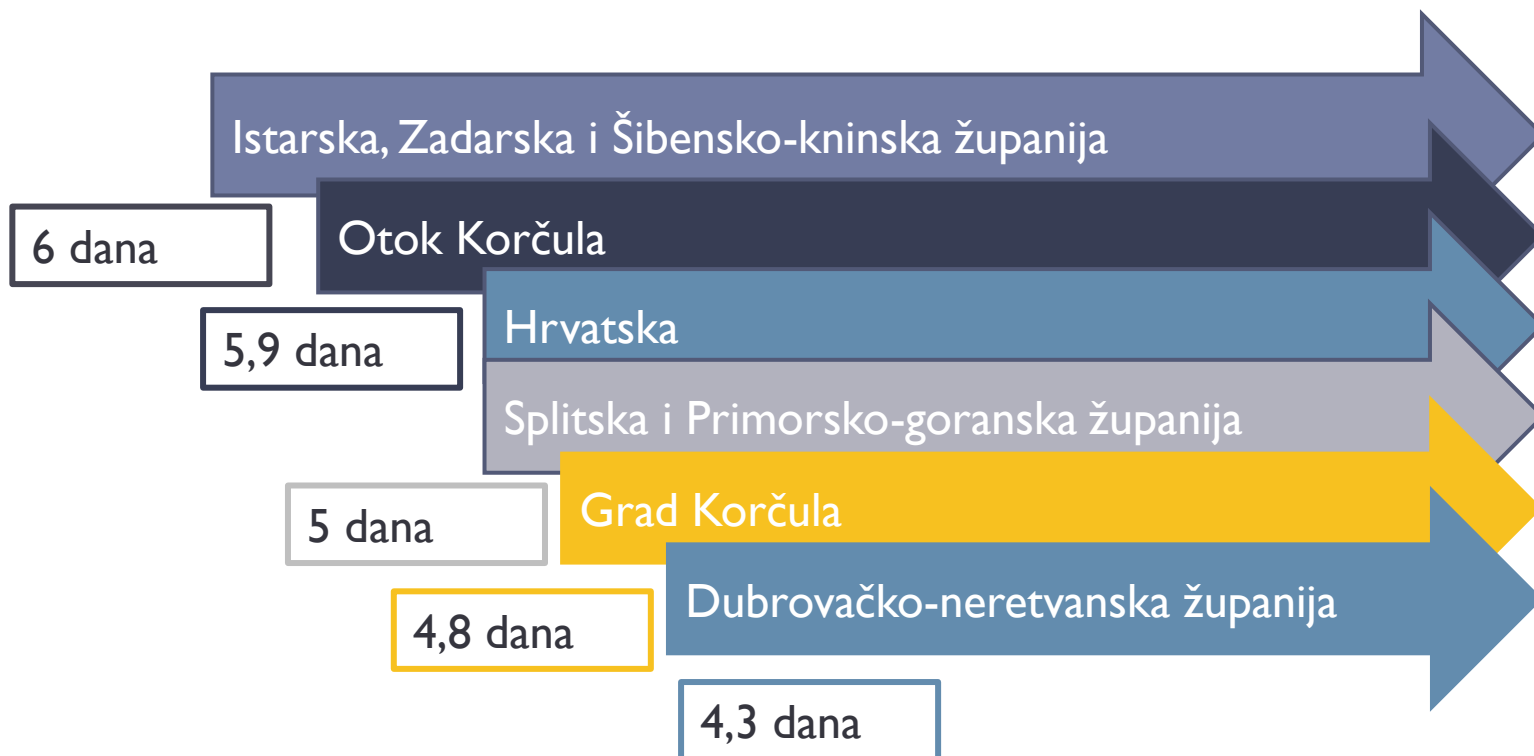 Istarska, Zadarska i Šibensko-kninska županija
6 dana
Otok Korčula
5,9 dana
Hrvatska
Splitska i Primorsko-goranska županija
5 dana
Grad Korčula
4,8 dana
Dubrovačko-neretvanska županija
4,3 dana